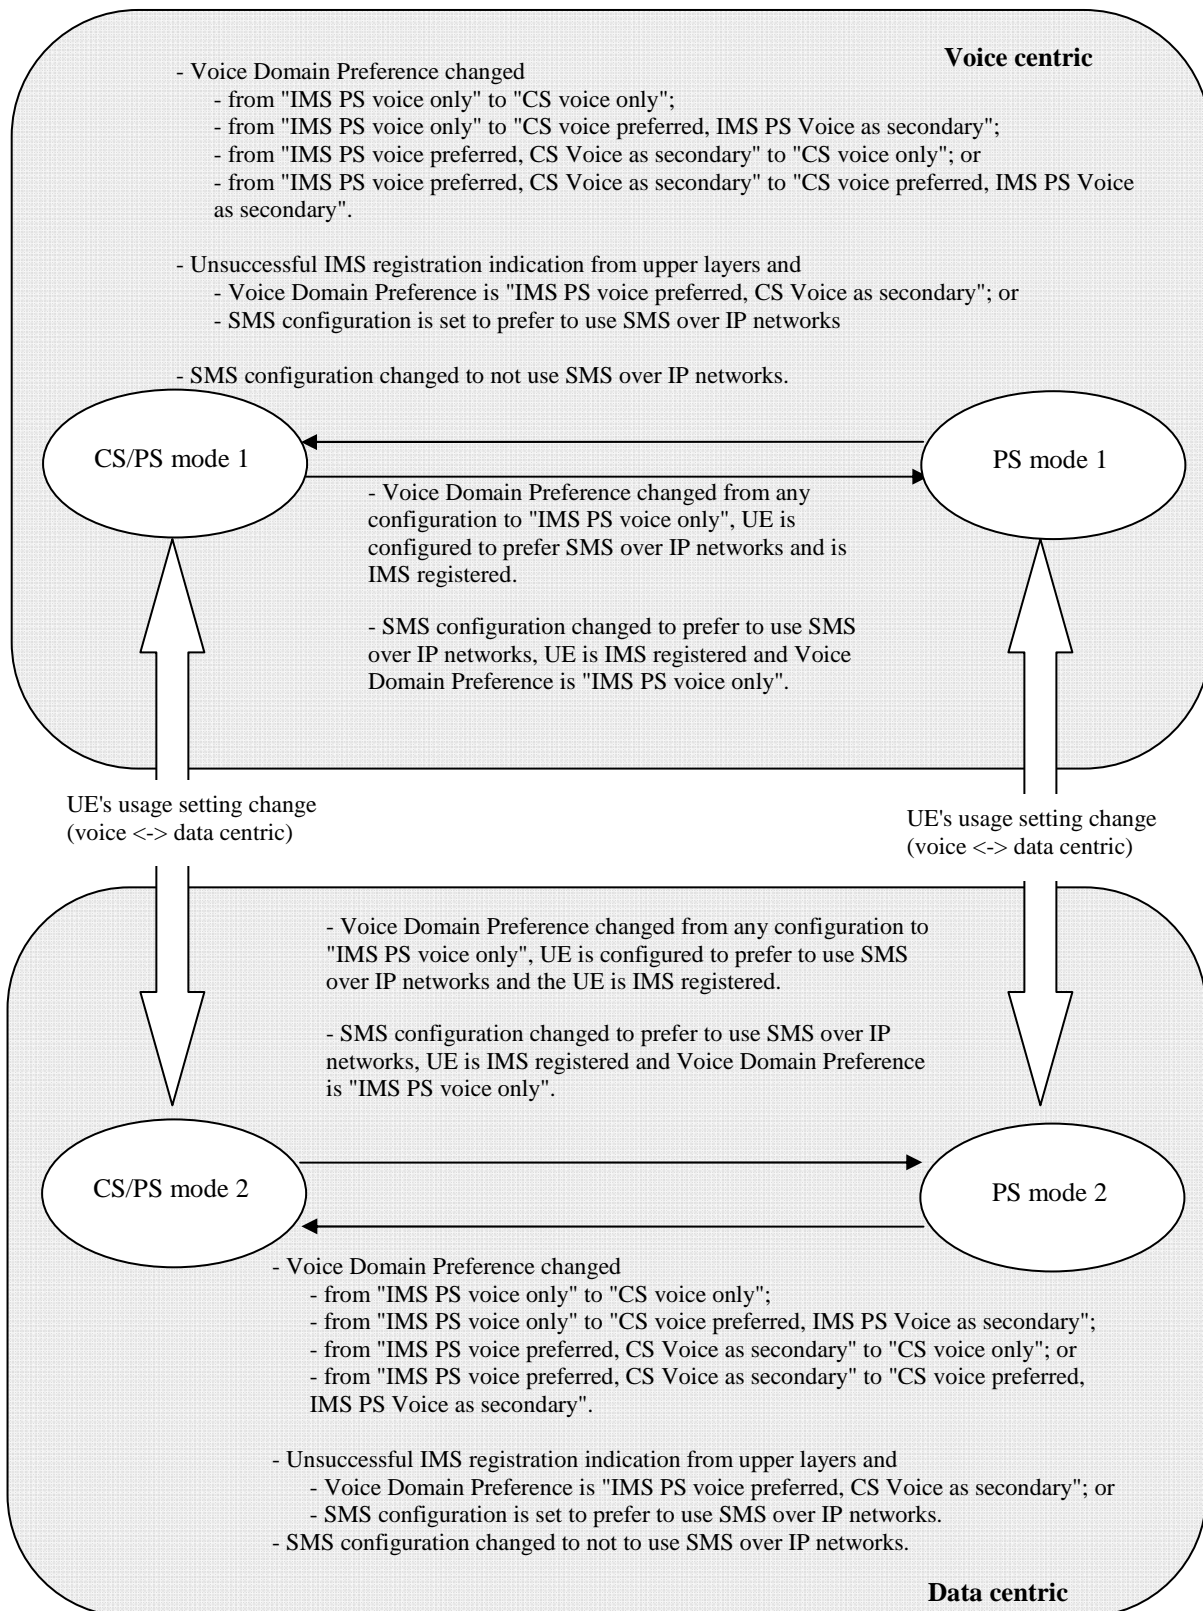 Voice centric
- Voice Domain Preference changed
- from "IMS PS voice only" to "CS voice only";
- from "IMS PS voice only" to "CS voice preferred, IMS PS Voice as secondary";
- from "IMS PS voice preferred, CS Voice as secondary" to "CS voice only"; or
- from "IMS PS voice preferred, CS Voice as secondary" to "CS voice preferred, IMS PS Voice
as secondary".
- Unsuccessful IMS registration indication from upper layers and
- Voice Domain Preference is "IMS PS voice preferred, CS Voice as secondary"; or
- SMS configuration is set to prefer to use SMS over IP networks
- SMS configuration changed to not use SMS over IP networks.
CS/PS mode 1
PS mode 1
- Voice Domain Preference changed from any
configuration to "IMS PS voice only", UE is
configured to prefer SMS over IP networks and is
IMS registered.
- SMS configuration changed to prefer to use SMS
over IP networks, UE is IMS registered and Voice
Domain Preference is "IMS PS voice only".
UE's usage setting change
(voice <-> data centric)
UE's usage setting change
(voice <-> data centric)
- Voice Domain Preference changed from any configuration to
"IMS PS voice only", UE is configured to prefer to use SMS
over IP networks and the UE is IMS registered.
- SMS configuration changed to prefer to use SMS over IP
networks, UE is IMS registered and Voice Domain Preference
is "IMS PS voice only".
CS/PS mode 2
PS mode 2
- Voice Domain Preference changed
- from "IMS PS voice only" to "CS voice only";
- from "IMS PS voice only" to "CS voice preferred, IMS PS Voice as secondary";
- from "IMS PS voice preferred, CS Voice as secondary" to "CS voice only"; or
- from "IMS PS voice preferred, CS Voice as secondary" to "CS voice preferred,
IMS PS Voice as secondary".
- Unsuccessful IMS registration indication from upper layers and
- Voice Domain Preference is "IMS PS voice preferred, CS Voice as secondary"; or
- SMS configuration is set to prefer to use SMS over IP networks.
- SMS configuration changed to not to use SMS over IP networks.
Data centric